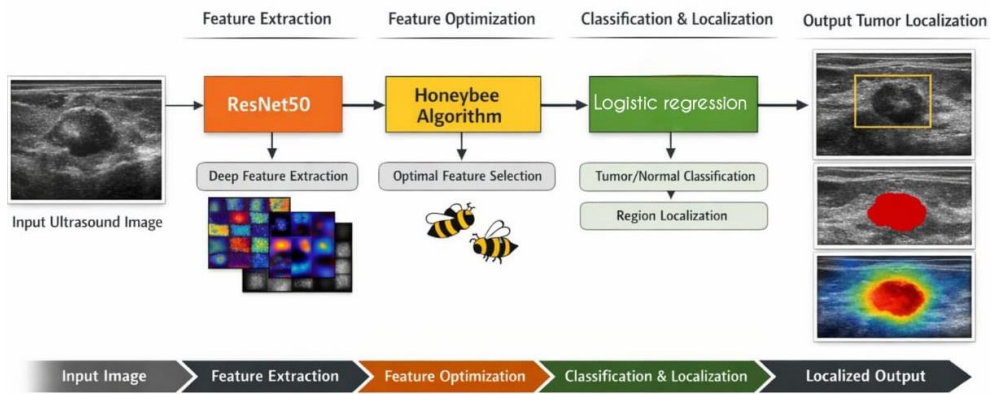 Feature Extraction
Feature Optimization
Classification & Localization
Output Tumor Localization
ResNet50
Honeybee
Algorithm
Logistic regression
Deep Feature Extraction
Optimal Feature Selection
Tumor/Normal Classification
Region Localization
Input Ultrasound Image
Input Image
Feature Extraction
Feature Optimization
Classification & Localization
Localized Output